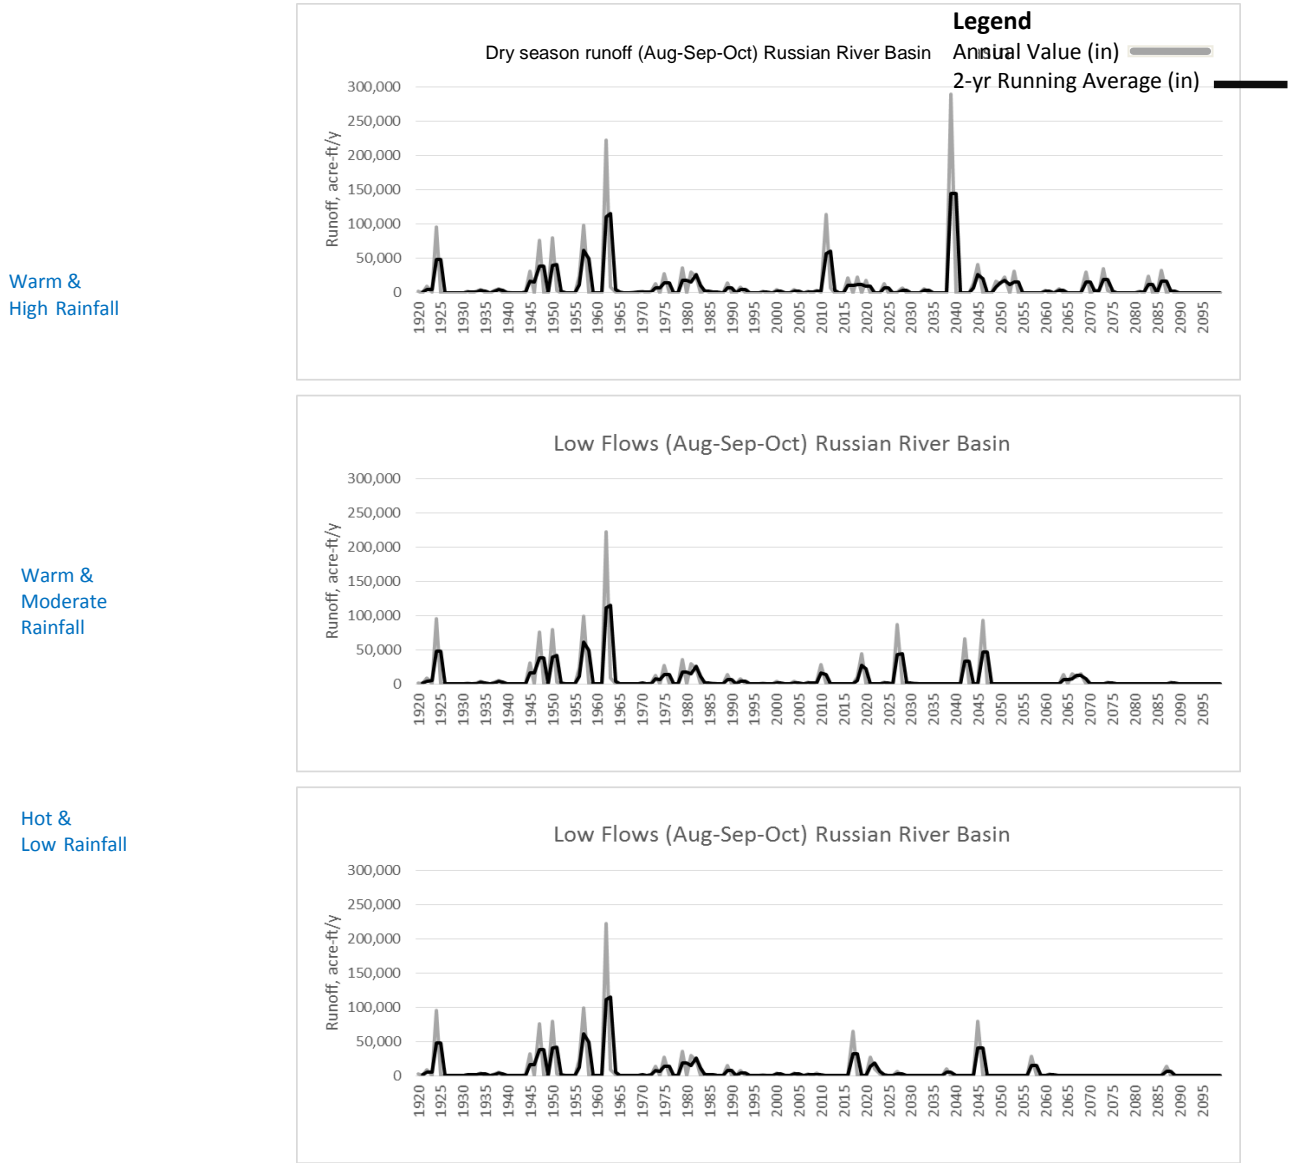 Legend
Dry season runoff (Aug-Sep-Oct) Russian River Basin
Annual Value (in)
2-yr Running Average (in)
300,000
250,000
200,000
150,000
100,000
50,000
0
Runoff, acre-ft/y
1920 1925 1930 1935 1940 1945 1950 1955 1960 1965 1970 1975 1980 1985 1990 1995 2000 2005 2010 2015 2020 2025 2030 2035 2040 2045 2050 2055 2060 2065 2070 2075 2080 2085 2090 2095
Warm &
High Rainfall
Low Flows (Aug-Sep-Oct) Russian River Basin
300,000
250,000
200,000
150,000
100,000
50,000
0
Runoff, acre-ft/y
1920 1925 1930 1935 1940 1945 1950 1955 1960 1965 1970 1975 1980 1985 1990 1995 2000 2005 2010 2015 2020 2025 2030 2035 2040 2045 2050 2055 2060 2065 2070 2075 2080 2085 2090 2095
Warm &
Moderate
Rainfall
Low Flows (Aug-Sep-Oct) Russian River Basin
300,000
250,000
200,000
150,000
100,000
50,000
0
Runoff, acre-ft/y
1920 1925 1930 1935 1940 1945 1950 1955 1960 1965 1970 1975 1980 1985 1990 1995 2000 2005 2010 2015 2020 2025 2030 2035 2040 2045 2050 2055 2060 2065 2070 2075 2080 2085 2090 2095
Hot &
Low Rainfall